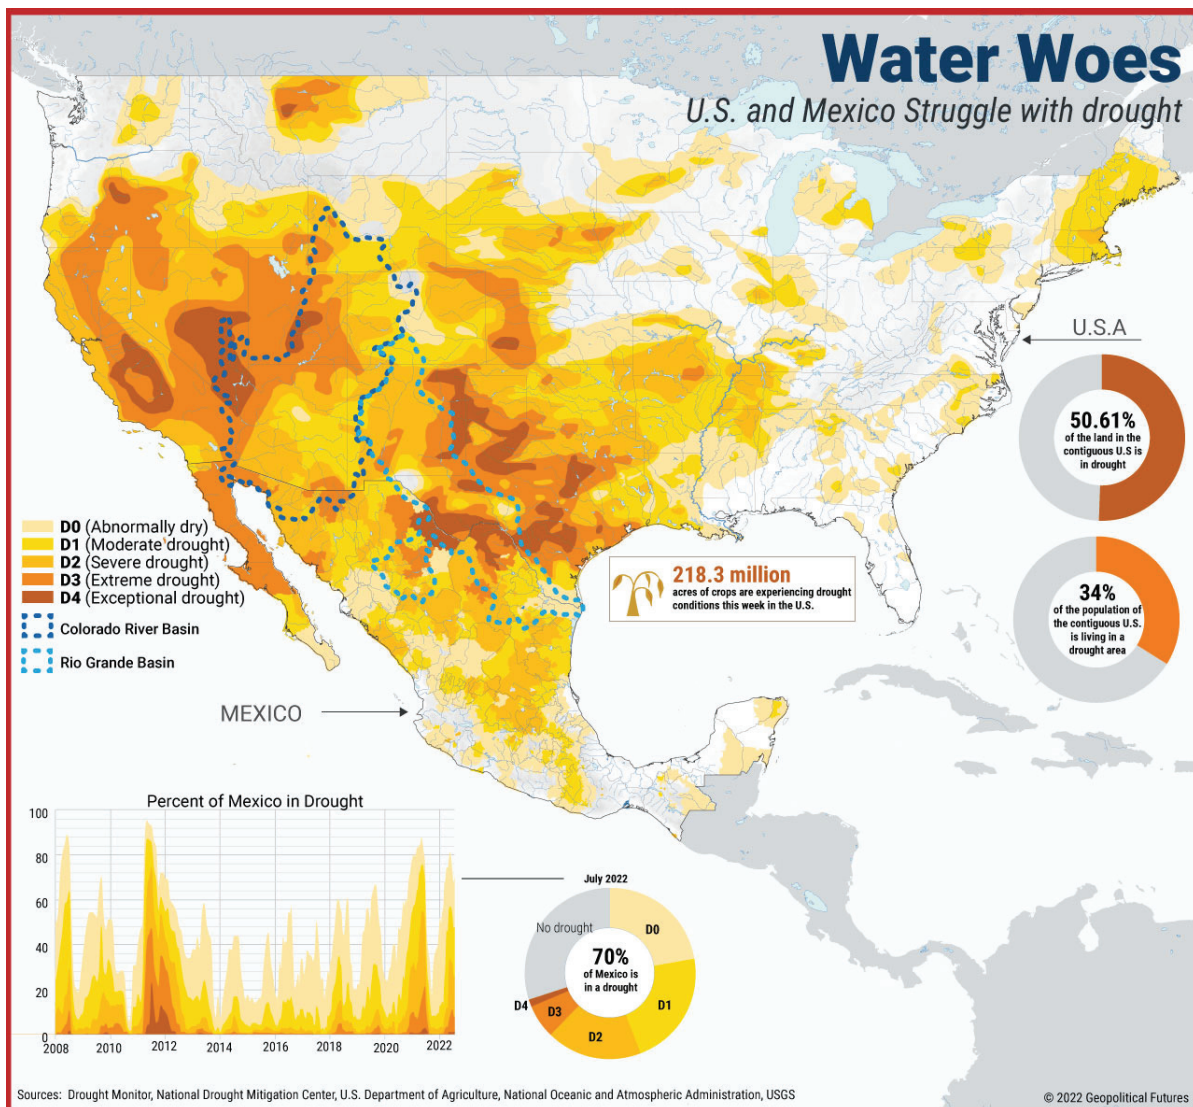 Water Woes
U.S. and Mexico Struggle with drought
U.S.A
50.61%
of the land in the
contiguous U.S is
in drought
34%
of the population of
the contiguous U.S.
is living in a
drought area
D0 (Abnormally dry)
D1 (Moderate drought)
D2 (Severe drought)
D3 (Extreme drought)
D4 (Exceptional drought)
Colorado River Basin
Rio Grande Basin
218.3 million
acres of crops are experiencing drought
conditions this week in the U.S.
MEXICO
Percent of Mexico in Drought
100
80
60
40
20
0
2008 2010 2012 2014 2016 2018 2020 2022
July 2022
No drought
D0
D1
D2
D3
D4
70%
of Mexico is
in a drought
Sources: Drought Monitor, National Drought Mitigation Center, U.S. Department of Agriculture, National Oceanic and Atmospheric Administration, USGS
© 2022 Geopolitical Futures